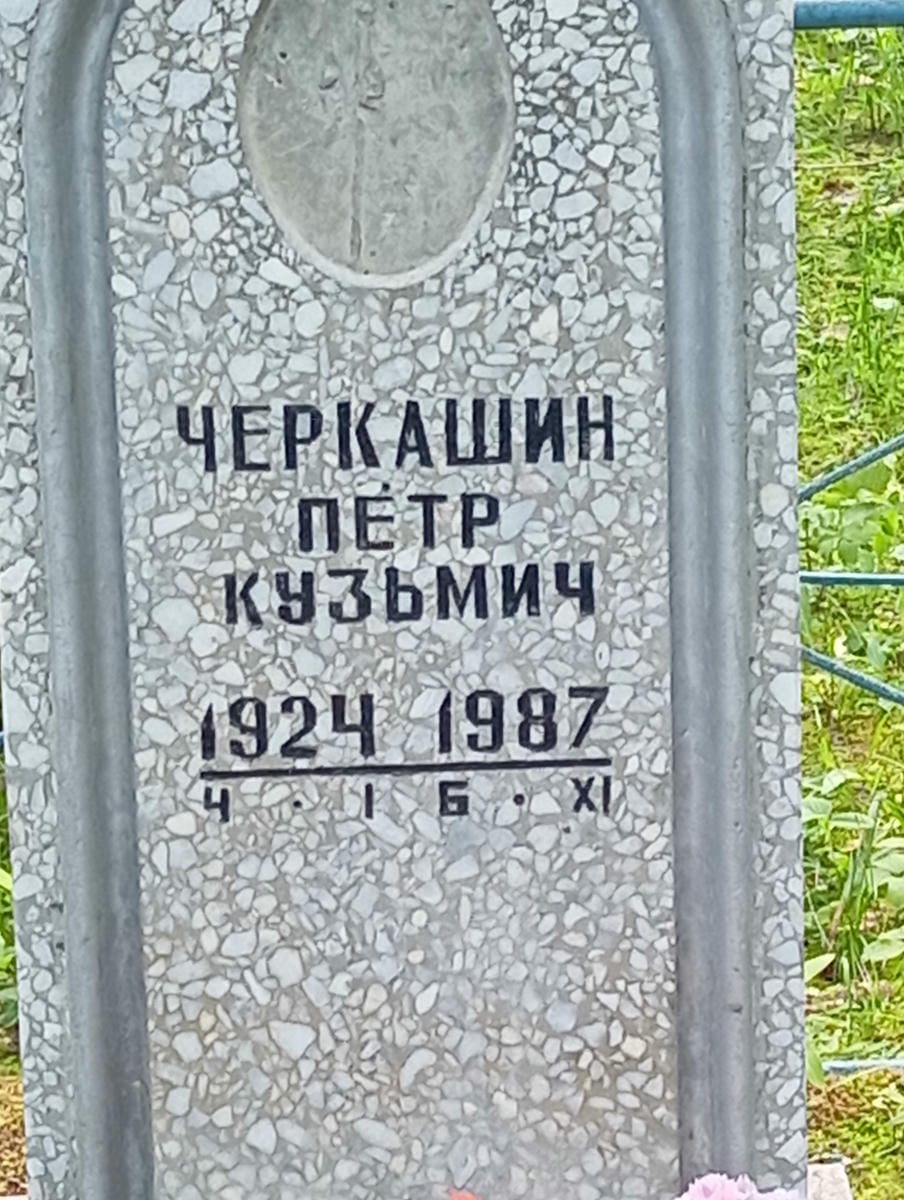 ЧЕРКАШИН
ПЁТР
КУЗЬМИЧ
1924 1987
4 · I 6 · XI